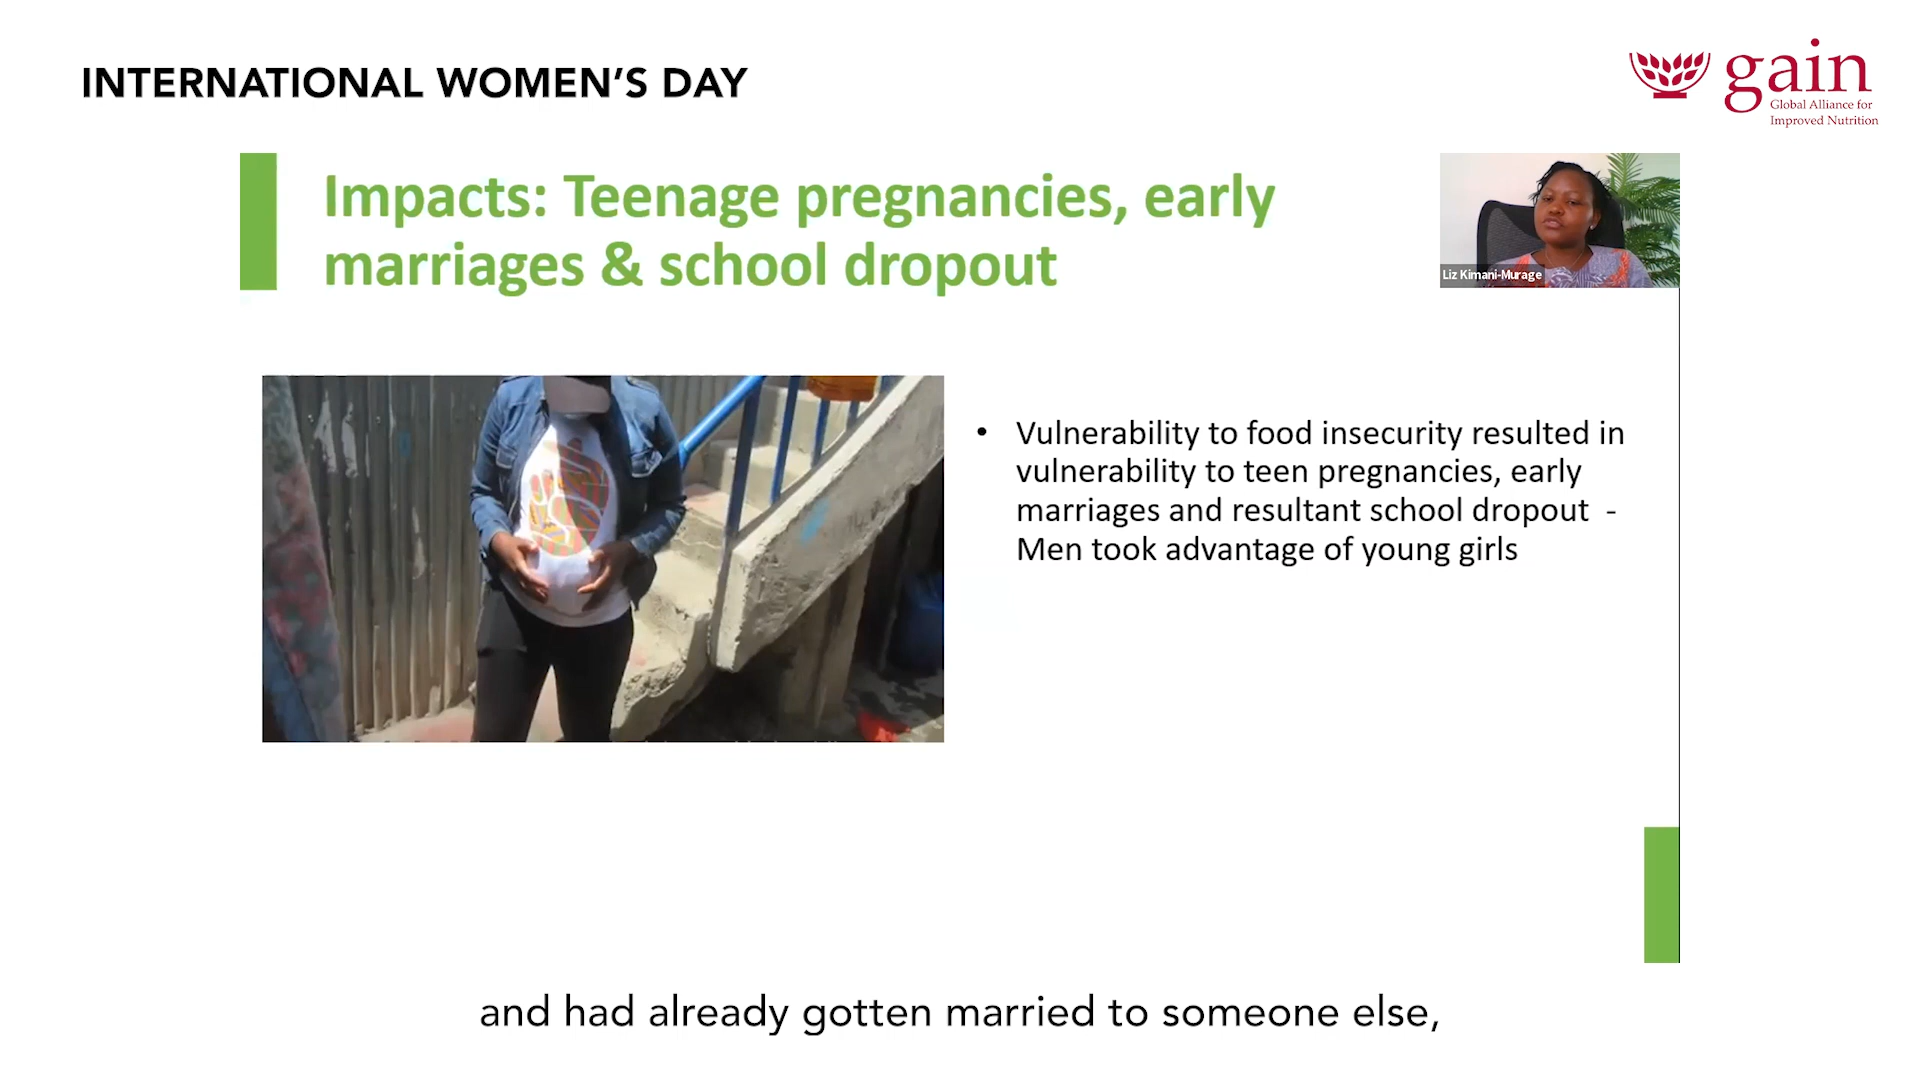 INTERNATIONAL WOMEN'S DAY
gain
Global Alliance for
Improved Nutrition
Impacts: Teenage pregnancies, early
marriages & school dropout
Liz Kimani-Murage
• Vulnerability to food insecurity resulted in
vulnerability to teen pregnancies, early
marriages and resultant school dropout -
Men took advantage of young girls
and had already gotten married to someone else,